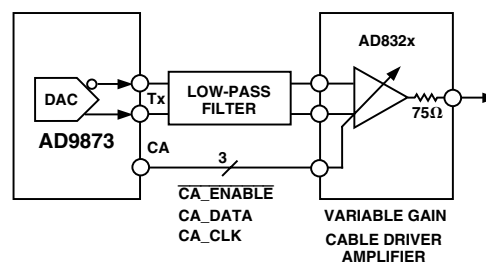 AD832x
DAC
Tx
LOW-PASS
FILTER
75Ω
AD9873
CA
3
CA_ENABLE
CA_DATA
CA_CLK
VARIABLE GAIN
CABLE DRIVER
AMPLIFIER